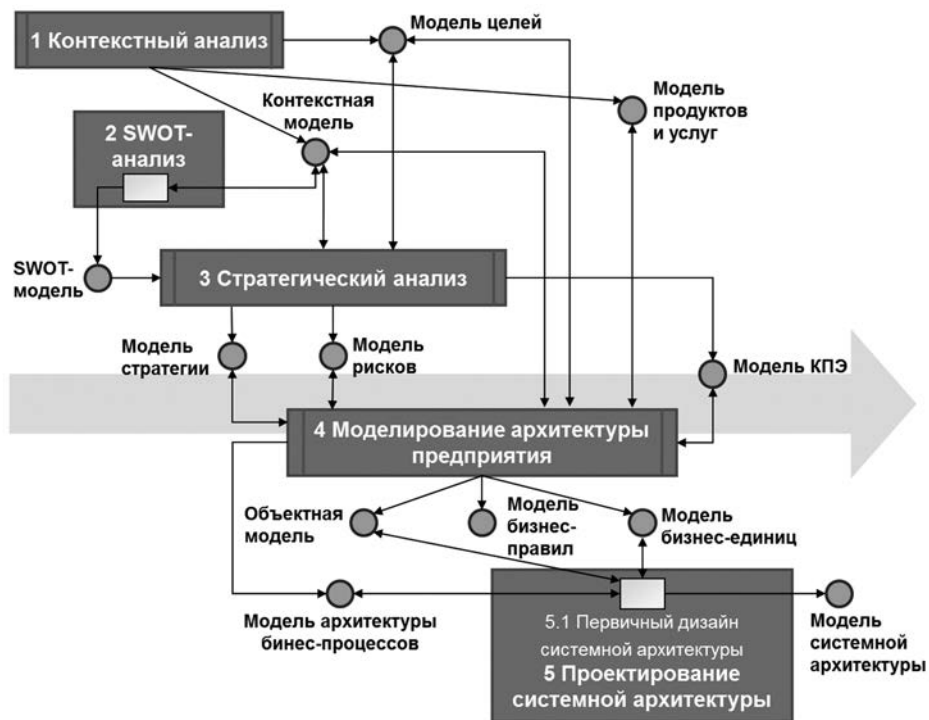 1 Контекстный анализ
Модель целей
Контекстная
модель
Модель
продуктов
и услуг
2 SWOT-
анализ
SWOT-
модель
3 Стратегический анализ
Модель
стратегии
Модель
рисков
Модель КПЭ
4 Моделирование архитектуры
предприятия
Объектная
модель
Модель
бизнес-
правил
Модель
бизнес-единиц
Модель архитектуры
бинес-процессов
5.1 Первичный дизайн
системной архитектуры
5 Проектирование
системной архитектуры
Модель
системной
архитектуры